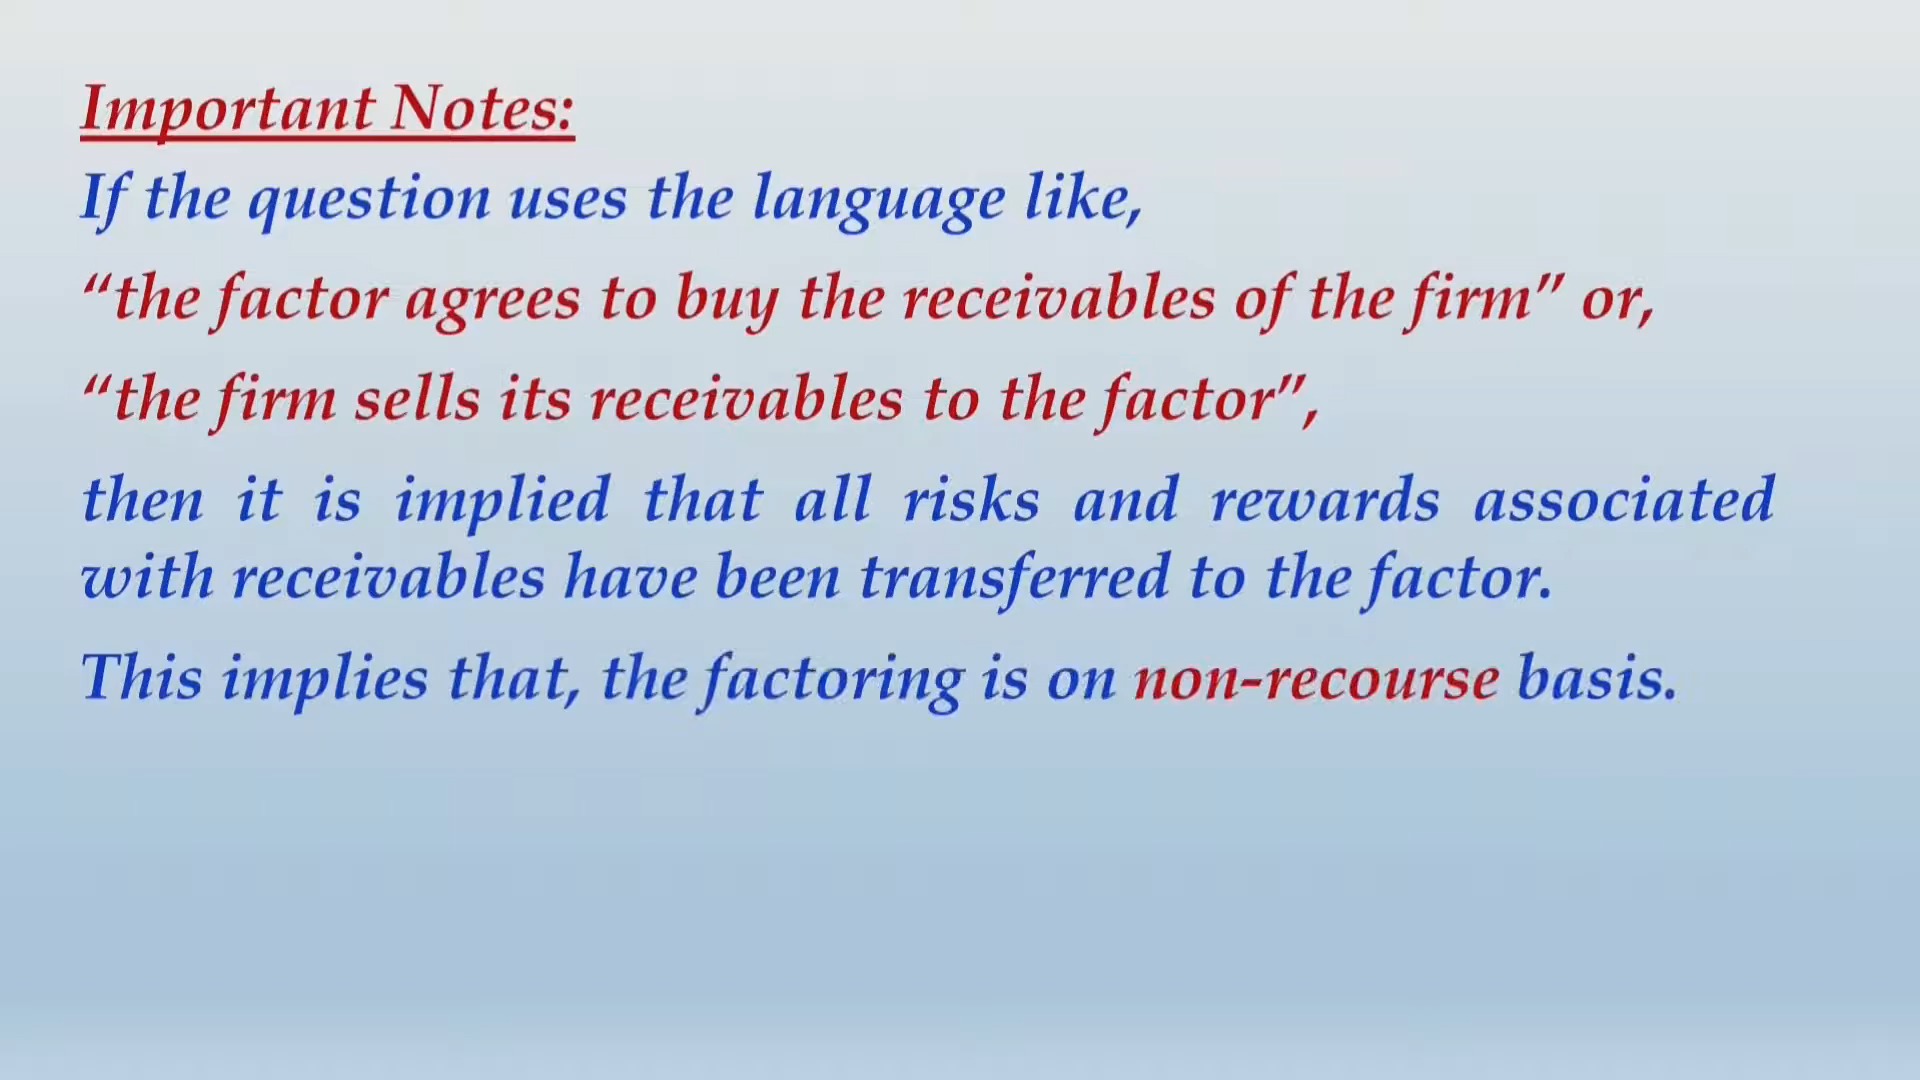 Important Notes:
If the question uses the language like,
“the factor agrees to buy the receivables of the firm” or,
“the firm sells its receivables to the factor”,
then it is implied that all risks and rewards associated
with receivables have been transferred to the factor.
This implies that, the factoring is on non-recourse basis.